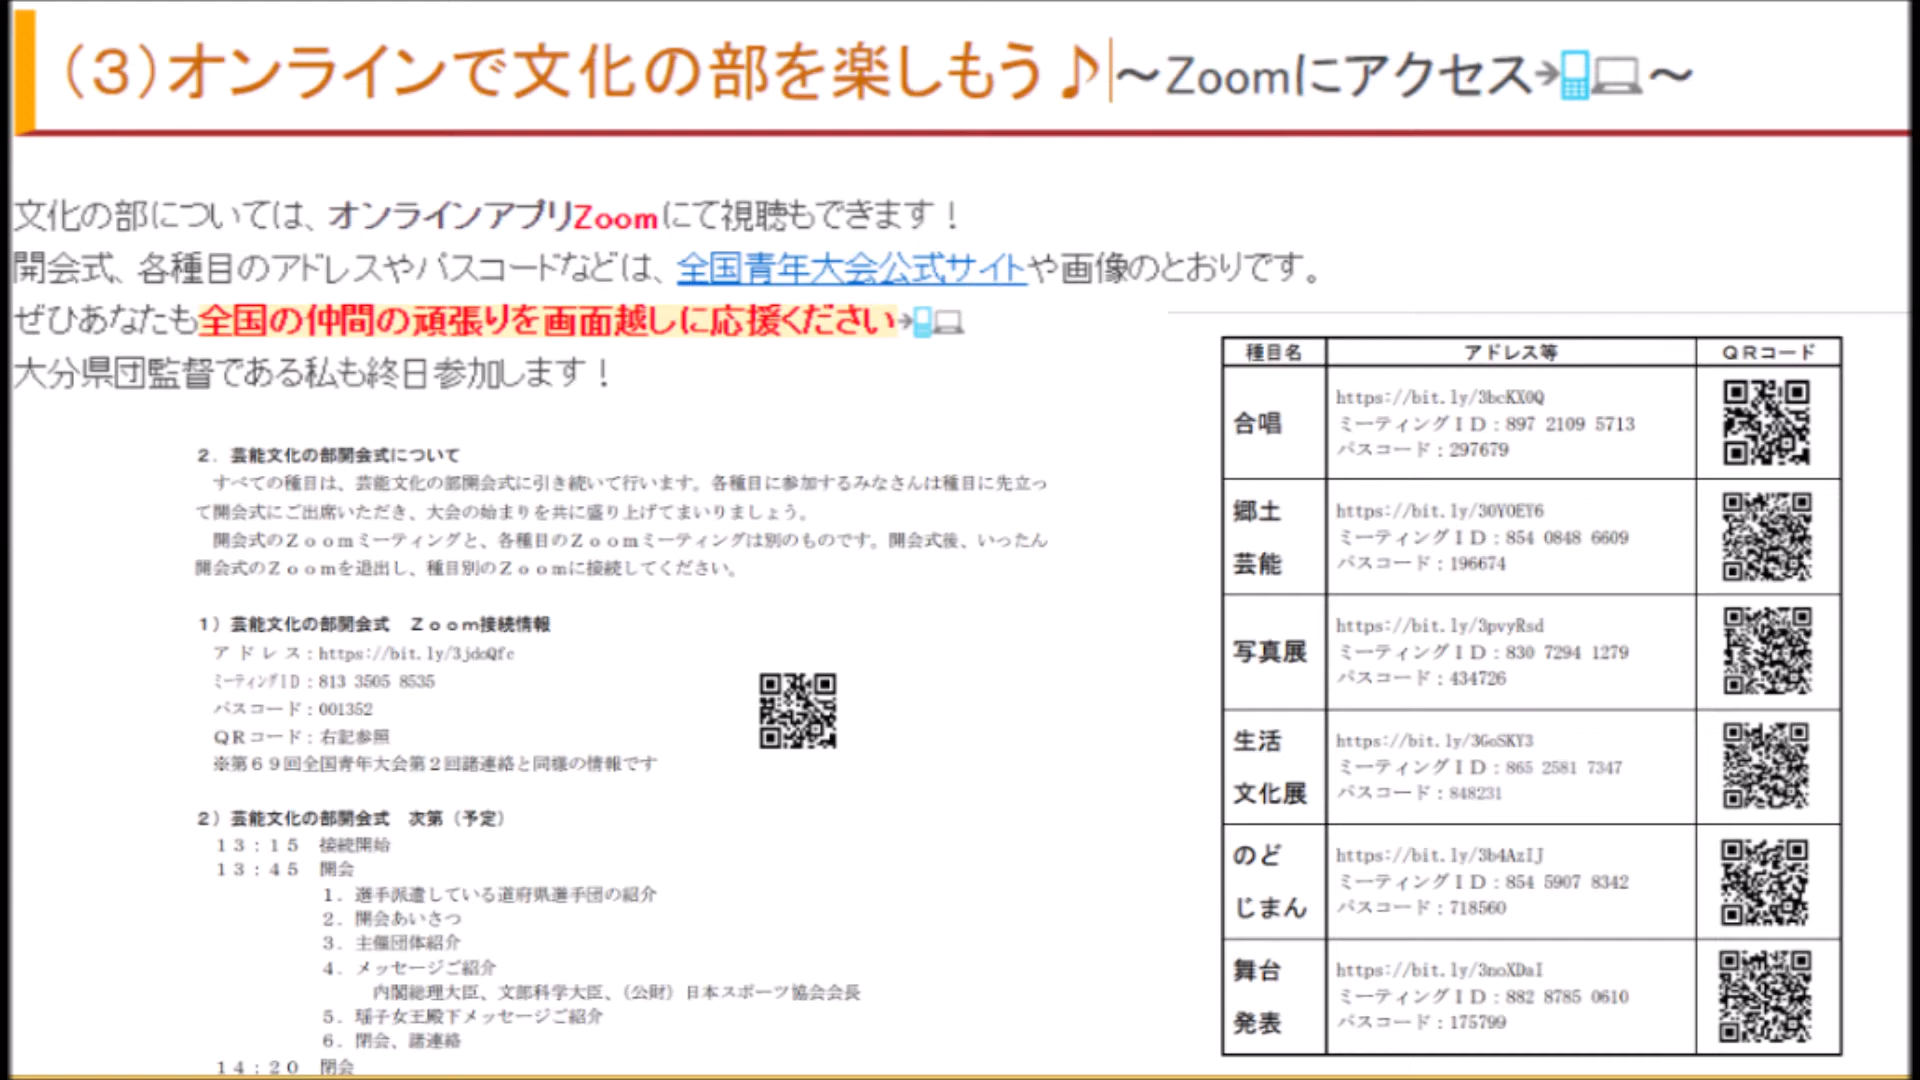 （３）オンラインで文化の部を楽しもう♪～Zoomにアクセス～
文化の部については、オンラインアプリZoomにて視聴もできます！
開会式、各種目のアドレスやパスコードなどは、全国青年大会公式サイトや画像のとおりです。
ぜひあなたも全国の仲間の頑張りを画面越しに応援ください
大分県団監督である私も終日参加します！
２．芸能文化の部開会式について
すべての種目は、芸能文化の部開会式に引き続いて行います。各種目に参加するみなさんは種目に先立っ
て開会式にご出席いただき、大会の始まりを共に盛り上げてまいりましょう。
開会式のＺｏｏｍミーティングと、各種目のＺｏｏｍミーティングは別のものです。開会式後、いったん
開会式のＺｏｏｍを退出し、種目別のＺｏｏｍに接続してください。
１）芸能文化の部開会式　Ｚｏｏｍ接続情報
アドレス：https://bit.ly/3jdoQfc
ミーティングＩＤ：813 3505 8535
パスコード：001352
ＱＲコード：右記参照
※第６９回全国青年大会第２回諸連絡と同様の情報です
２）芸能文化の部開会式　次第（予定）
１３：１５　接続開始
１３：４５　開会
１．選手派遣している道府県選手団の紹介
２．開会あいさつ
３．主催団体紹介
４．メッセージご紹介
内閣総理大臣、文部科学大臣、（公財）日本スポーツ協会会長
５．瑶子女王殿下メッセージご紹介
６．閉会、諸連絡
１４：２０　閉会
種目名　アドレス等　ＱＲコード
合唱
https://bit.ly/3bcKX0Q
ミーティングＩＤ：897 2109 5713
パスコード：297679
郷土
芸能
https://bit.ly/30Y0EY6
ミーティングＩＤ：854 0848 6609
パスコード：196674
写真展
https://bit.ly/3pvyRsd
ミーティングＩＤ：830 7294 1279
パスコード：434726
生活
文化展
https://bit.ly/3GoSKY3
ミーティングＩＤ：865 2581 7347
パスコード：848231
のど
じまん
https://bit.ly/3b4AzIJ
ミーティングＩＤ：854 5907 8342
パスコード：718560
舞台
発表
https://bit.ly/3noXDaI
ミーティングＩＤ：882 8785 0610
パスコード：175799